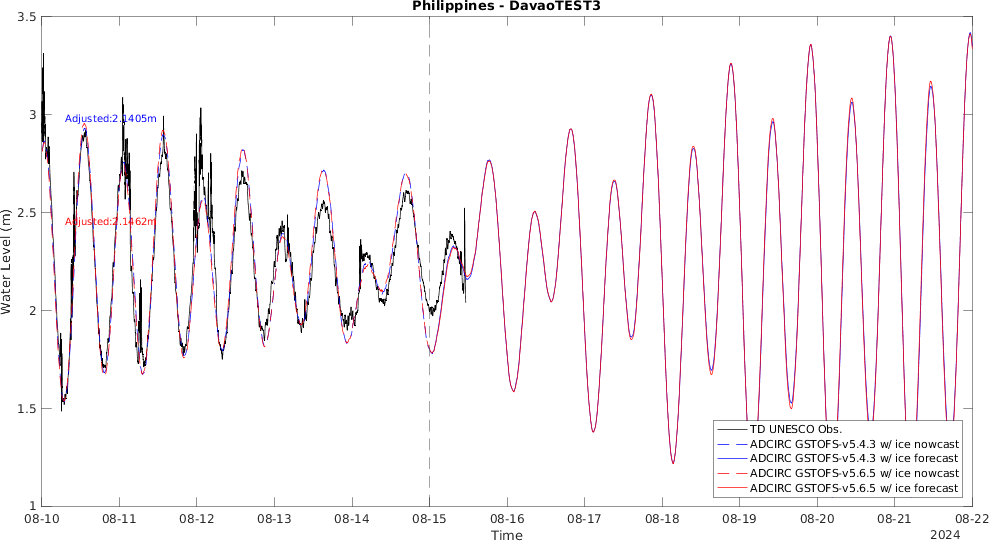 Philippines - DavaoTEST3
3.5
3
2.5
2
1.5
1
Water Level (m)
Adjusted:2.1405m
Adjusted:2.1462m
TD UNESCO Obs.
ADCIRC GSTOFS-v5.4.3 w/ ice nowcast
ADCIRC GSTOFS-v5.4.3 w/ ice forecast
ADCIRC GSTOFS-v5.6.5 w/ ice nowcast
ADCIRC GSTOFS-v5.6.5 w/ ice forecast
08-10 08-11 08-12 08-13 08-14 08-15 08-16 08-17 08-18 08-19 08-20 08-21 08-22
Time
2024